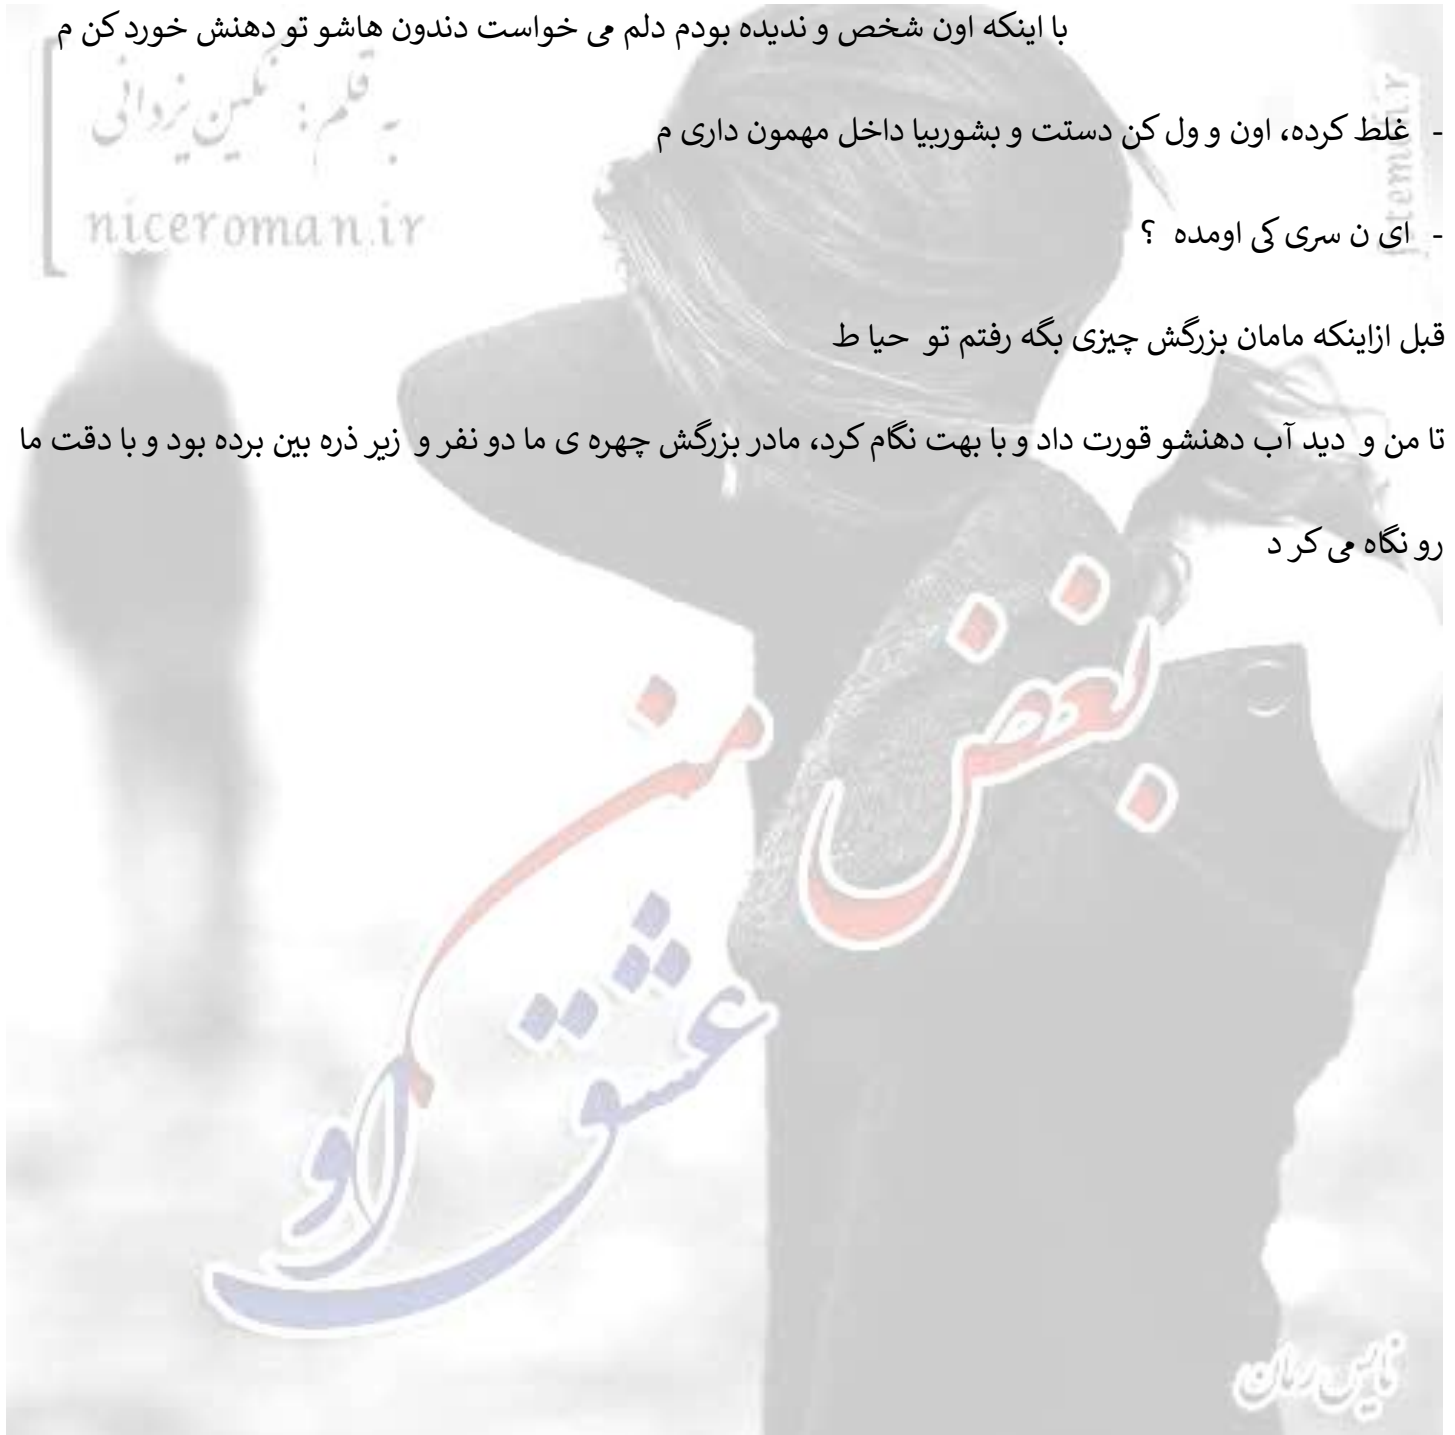 با اینکه اون شخص و ندیده بودم دلم می خواست دندون هاشو تو دهنش خورد کن م
به قلم : نگین یزدانی
- غلط کرده، اون و ول کن دستت و بشوربیا داخل مهمون داری م
niceroman.ir
- ای ن سری کی اومده ؟
قبل ازاینکه مامان بزرگش چیزی بگه رفتم تو حیا ط
تا من و دید آب دهنشو قورت داد و با بهت نگام کرد، مادر بزرگش چهره ی ما دو نفر و زیر ذره بین برده بود و با دقت ما
رو نگاه می کر د
بغض من
عشق او
نایس رمان